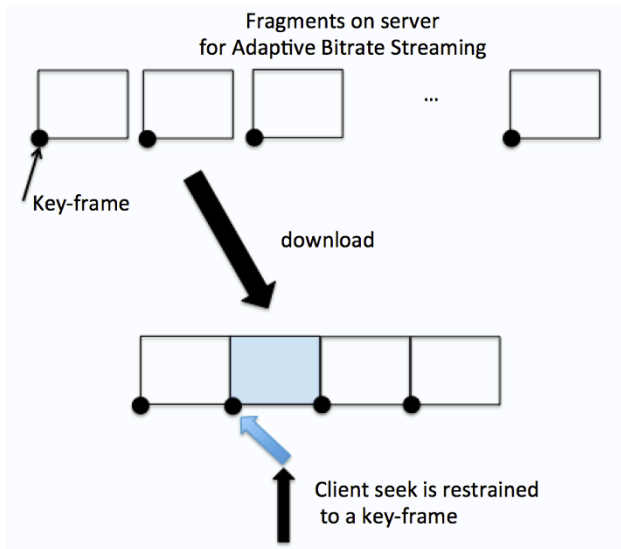 Fragments on server
for Adaptive Bitrate Streaming
...
Key-frame
download
Client seek is restrained
to a key-frame